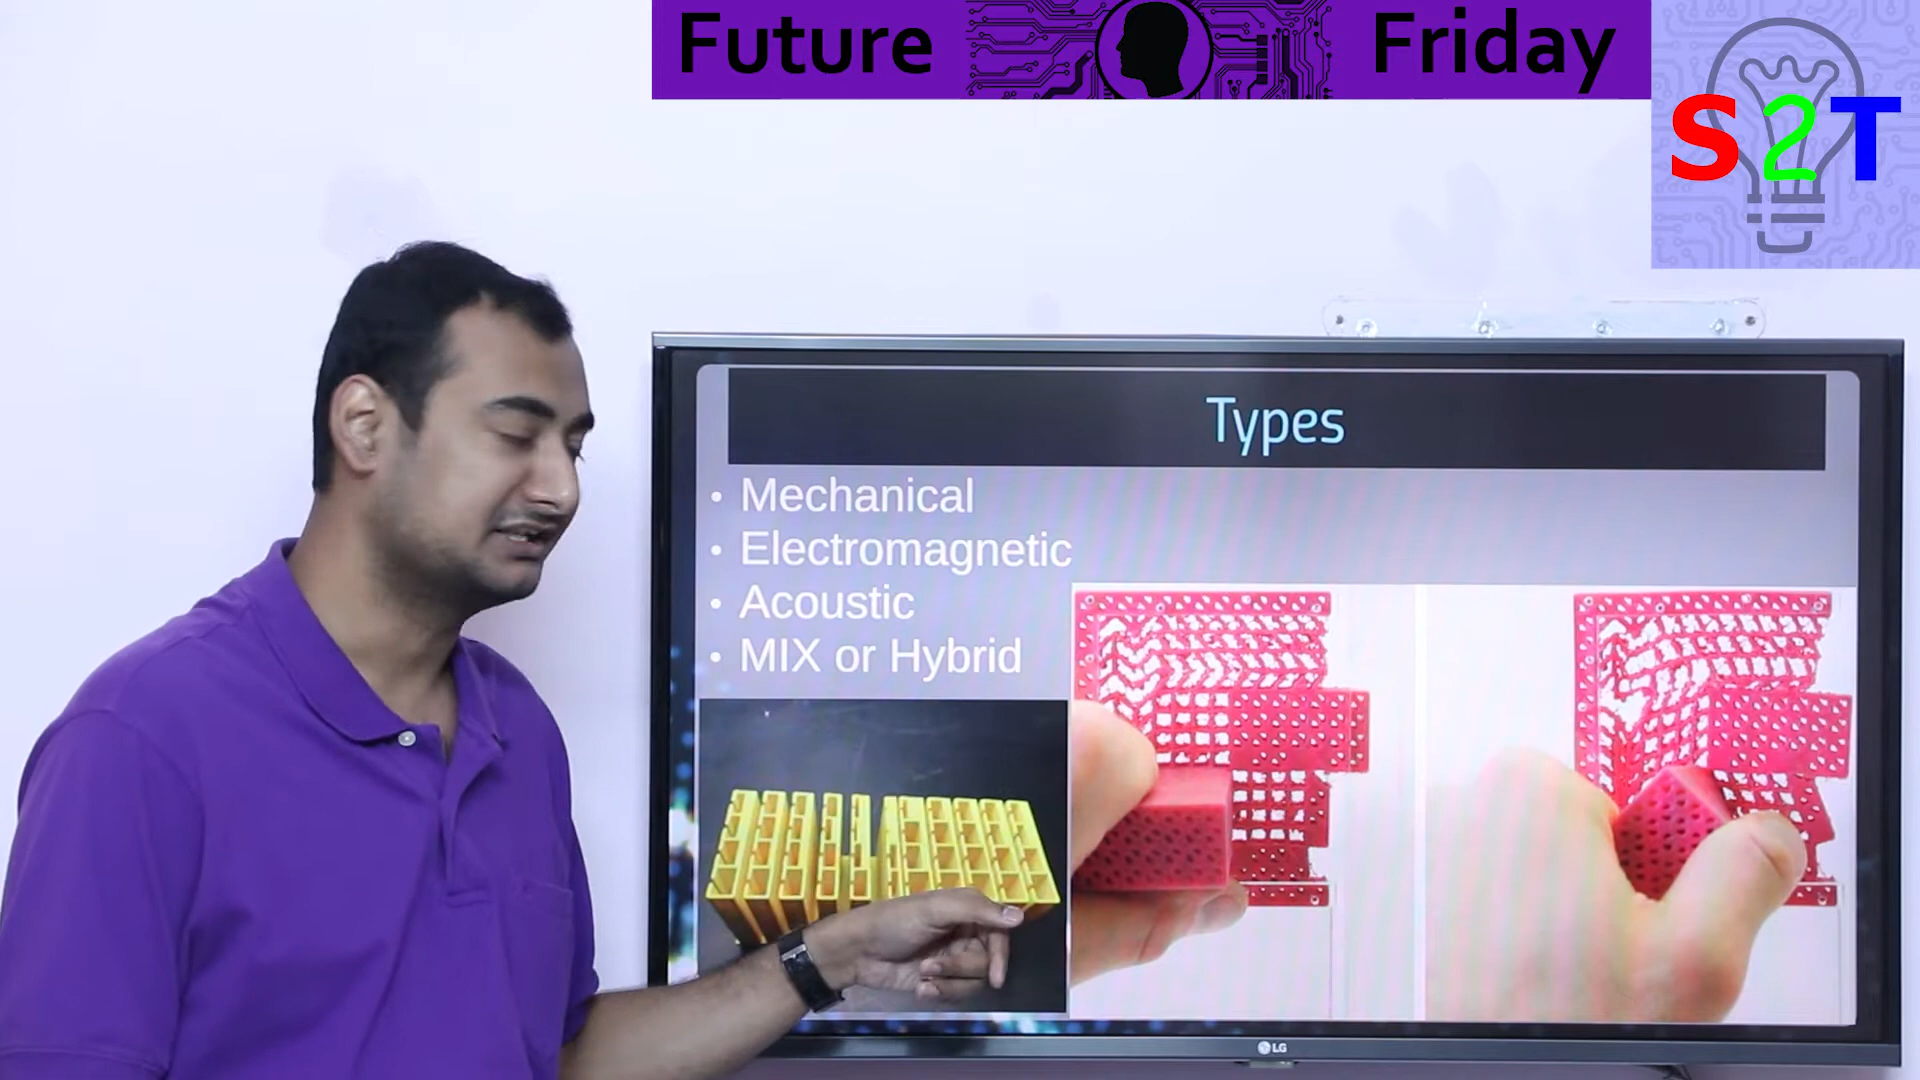 Future Friday
S2T
Types
• Mechanical
• Electromagnetic
• Acoustic
• MIX or Hybrid
LG